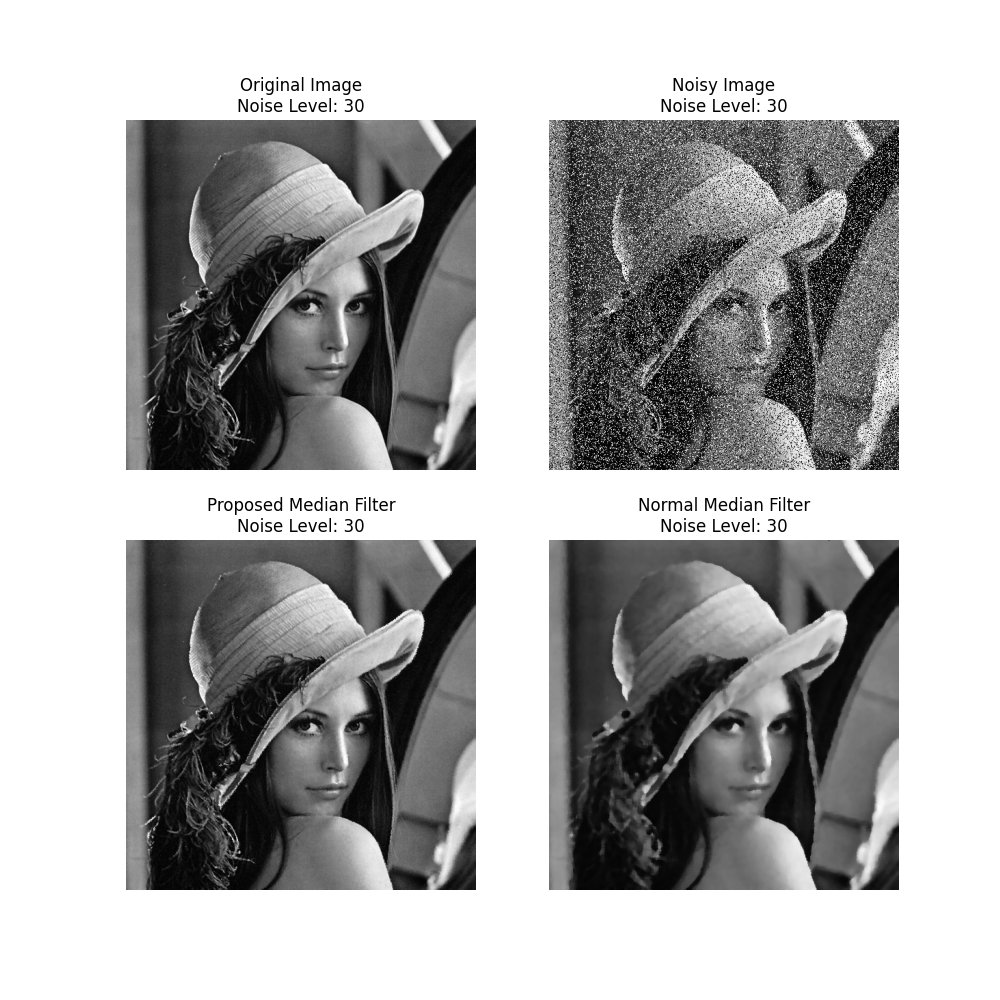 Original Image
Noise Level: 30
Noisy Image
Noise Level: 30
Proposed Median Filter
Noise Level: 30
Normal Median Filter
Noise Level: 30